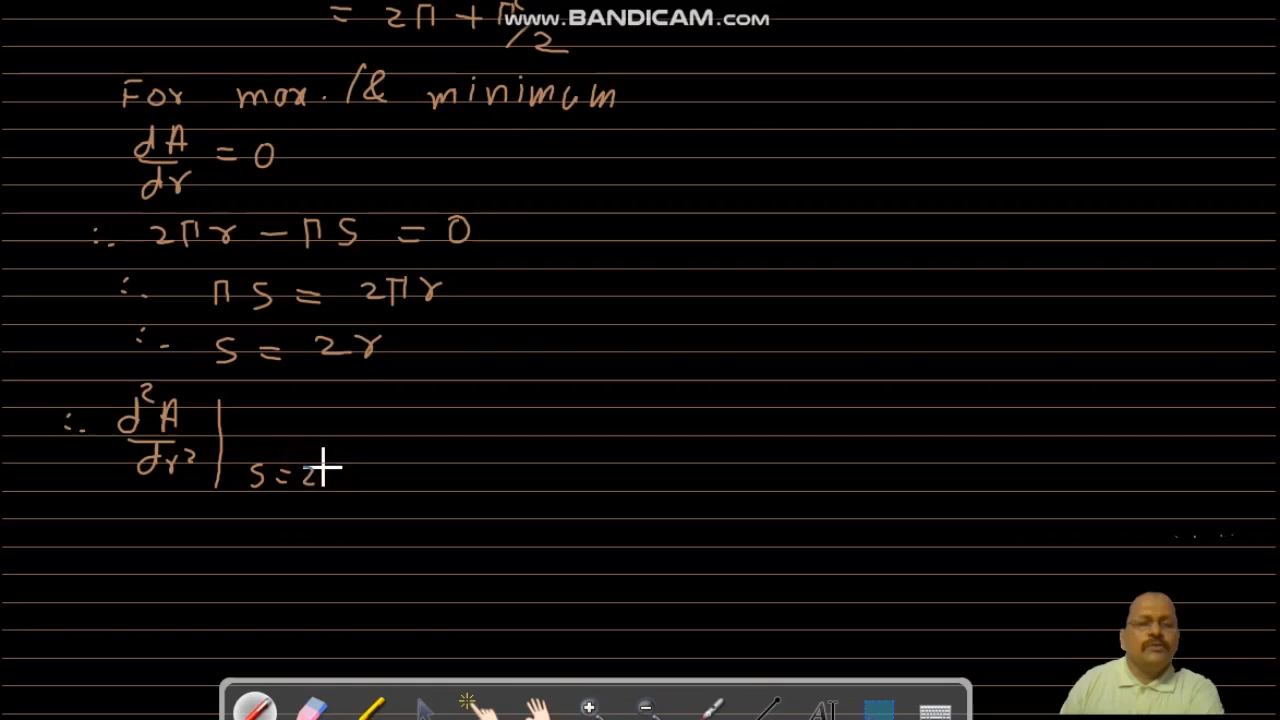 www.BANDICAM.com
= 2π + π²/2
For max. /& minimum
dA/dr = 0
∴ 2πr - πS = 0
∴ πS = 2πr
∴ S = 2r
∴ d²A/dr² | S = 2